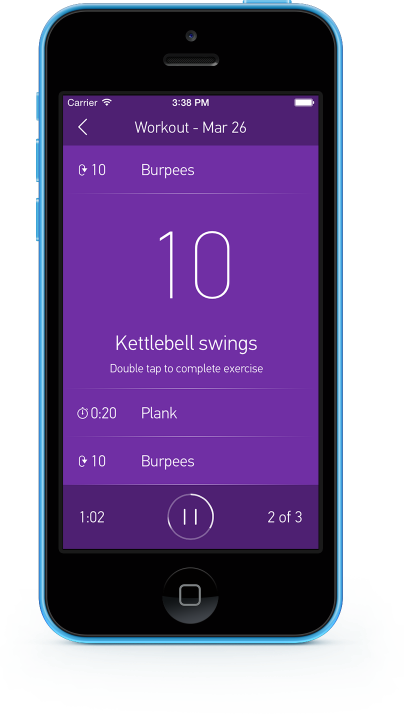 Carrier 3:38 PM
Workout - Mar 26
10 Burpees
10
Kettlebell swings
Double tap to complete exercise
0:20 Plank
10 Burpees
1:02 2 of 3